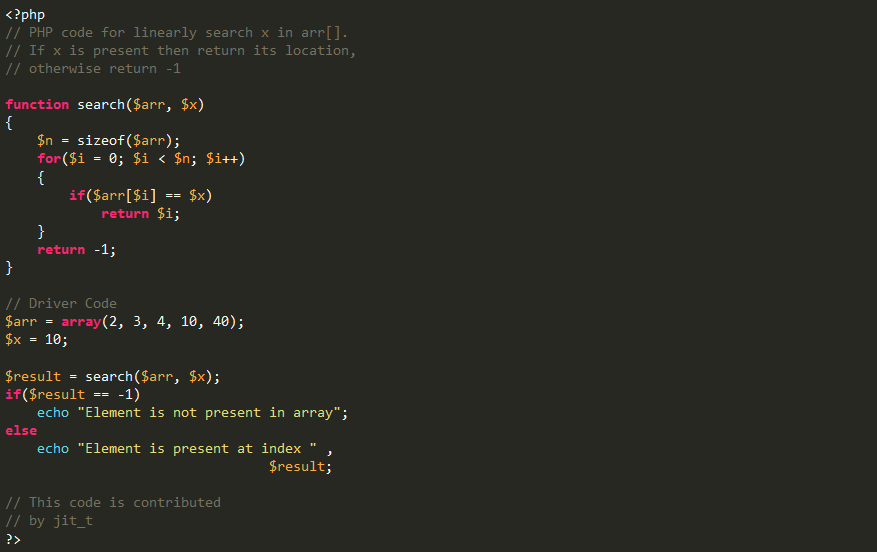 <?php
// PHP code for linearly search x in arr[].
// If x is present then return its location,
// otherwise return -1
function search($arr, $x)
{
    $n = sizeof($arr);
    for($i = 0; $i < $n; $i++)
    {
        if($arr[$i] == $x)
            return $i;
    }
    return -1;
}
// Driver Code
$arr = array(2, 3, 4, 10, 40);
$x = 10;
$result = search($arr, $x);
if($result == -1)
    echo "Element is not present in array";
else
    echo "Element is present at index " ,
                                 $result;
// This code is contributed
// by jit_t
?>